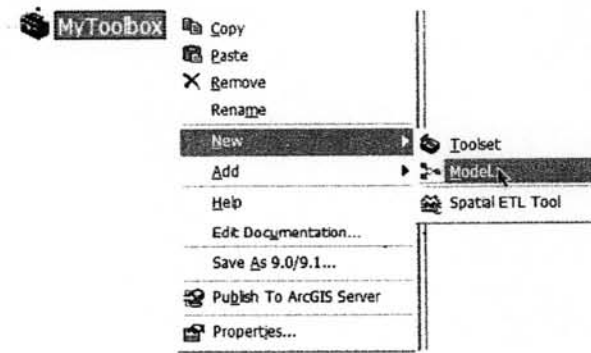 MyToolbox
Copy
Paste
Remove
Rename
New
Add
Help
Edit Documentation...
Save As 9.0/9.1...
Publish To ArcGIS Server
Properties...
Toolset
Model...
Spatial ETL Tool